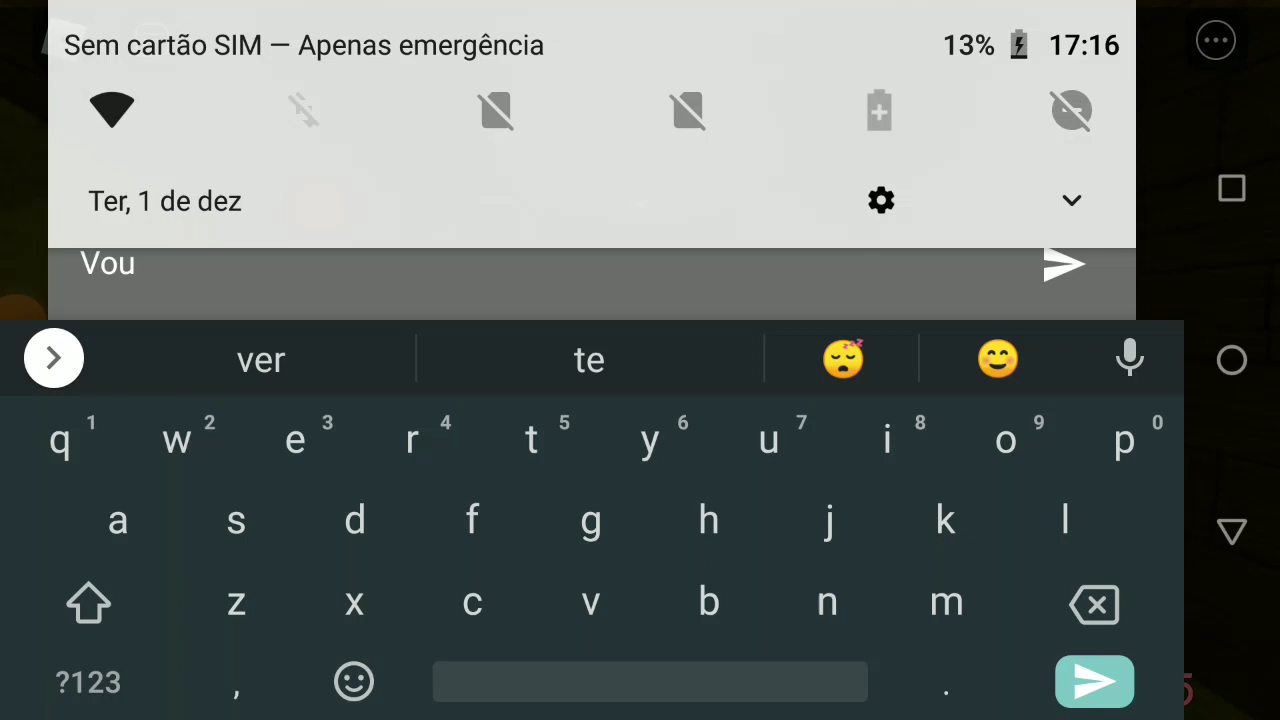 Sem cartão SIM — Apenas emergência 13% 17:16
Ter, 1 de dez
Vou
ver te
q 1 w 2 e 3 r 4 t 5 y 6 u 7 i 8 o 9 p 0
a s d f g h j k l
z x c v b n m
?123 , .
5